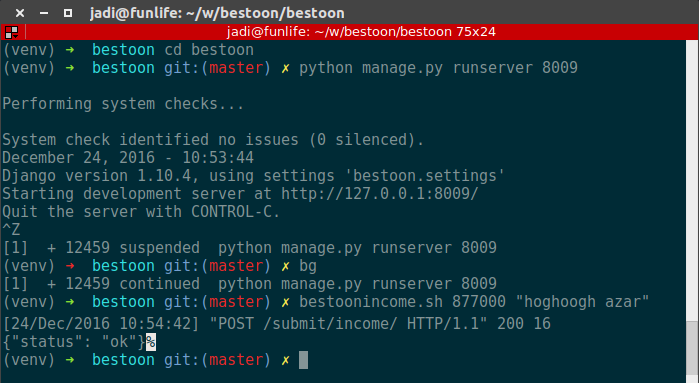 jadi@funlife: ~/w/bestoon/bestoon
jadi@funlife: ~/w/bestoon/bestoon 75x24
(venv) ➜  bestoon cd bestoon
(venv) ➜  bestoon git:(master) ✗ python manage.py runserver 8009
Performing system checks...
System check identified no issues (0 silenced).
December 24, 2016 - 10:53:44
Django version 1.10.4, using settings 'bestoon.settings'
Starting development server at http://127.0.0.1:8009/
Quit the server with CONTROL-C.
^Z
[1]  + 12459 suspended  python manage.py runserver 8009
(venv) ➜  bestoon git:(master) ✗ bg
[1]  + 12459 continued  python manage.py runserver 8009
(venv) ➜  bestoon git:(master) ✗ bestoonincome.sh 877000 "hoghoogh azar"
[24/Dec/2016 10:54:42] "POST /submit/income/ HTTP/1.1" 200 16
{"status": "ok"}%
(venv) ➜  bestoon git:(master) ✗